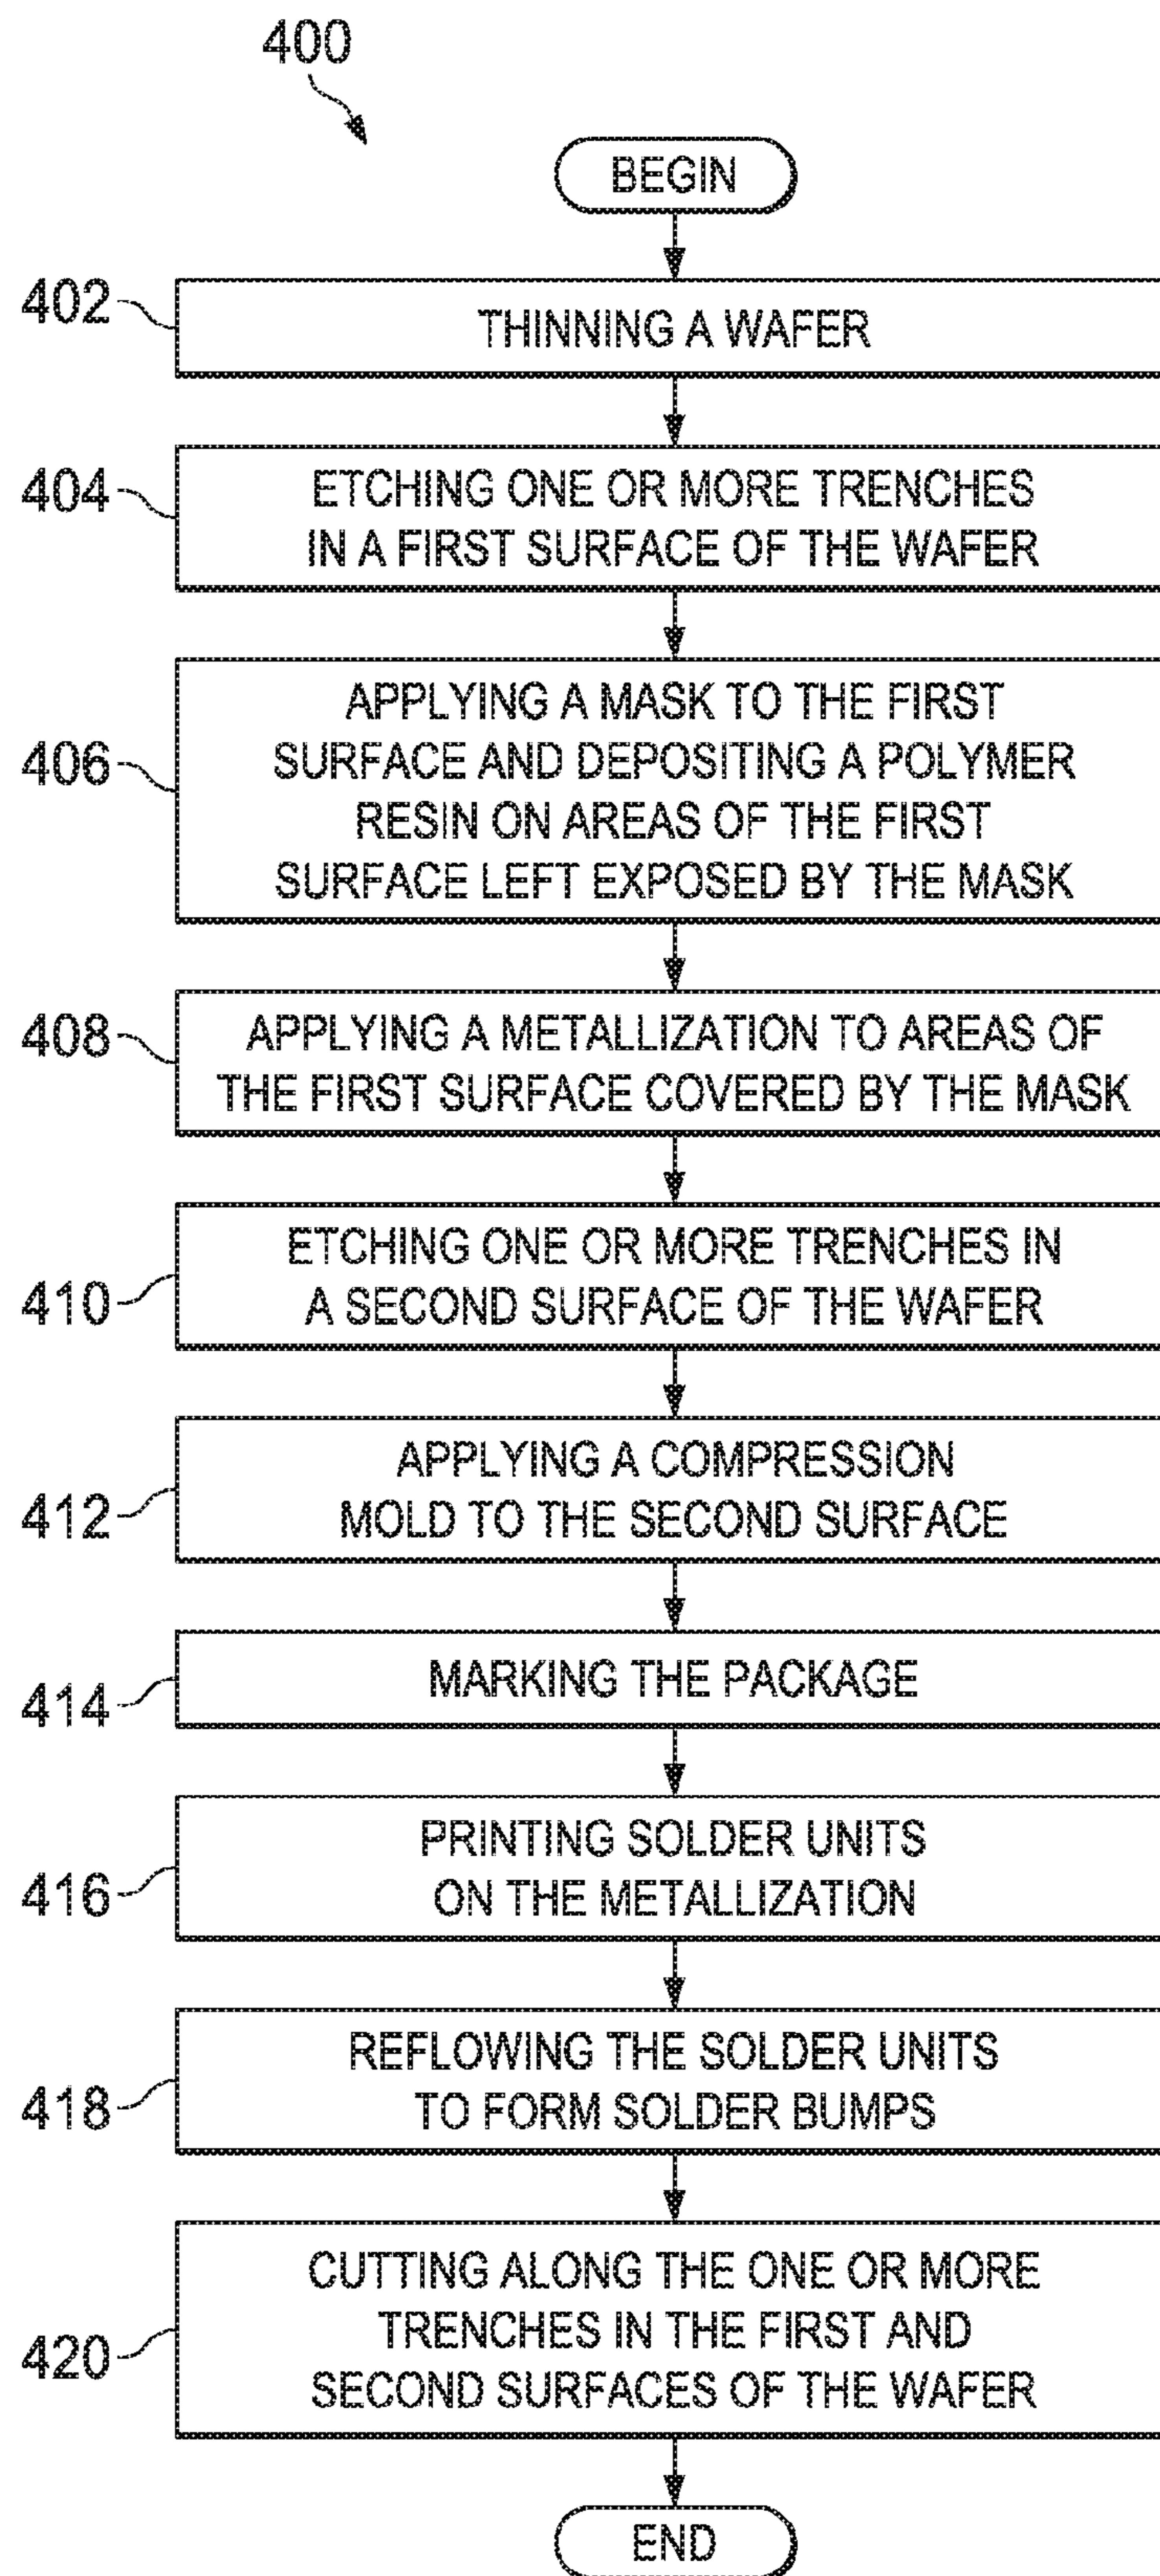 400
BEGIN
402
THINNING A WAFER
404
ETCHING ONE OR MORE TRENCHES
IN A FIRST SURFACE OF THE WAFER
406
APPLYING A MASK TO THE FIRST
SURFACE AND DEPOSITING A POLYMER
RESIN ON AREAS OF THE FIRST
SURFACE LEFT EXPOSED BY THE MASK
408
APPLYING A METALLIZATION TO AREAS OF
THE FIRST SURFACE COVERED BY THE MASK
410
ETCHING ONE OR MORE TRENCHES IN
A SECOND SURFACE OF THE WAFER
412
APPLYING A COMPRESSION
MOLD TO THE SECOND SURFACE
414
MARKING THE PACKAGE
416
PRINTING SOLDER UNITS
ON THE METALLIZATION
418
REFLOWING THE SOLDER UNITS
TO FORM SOLDER BUMPS
420
CUTTING ALONG THE ONE OR MORE
TRENCHES IN THE FIRST AND
SECOND SURFACES OF THE WAFER
END